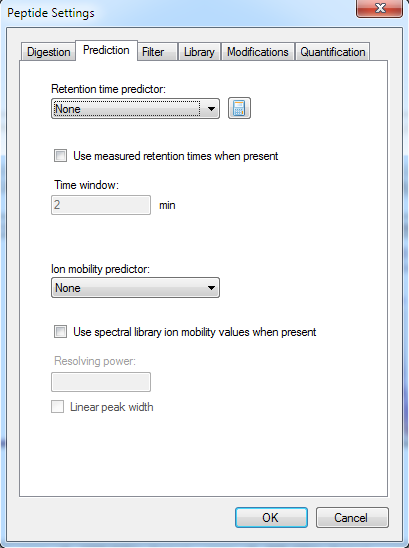 Peptide Settings
Digestion Prediction Filter Library Modifications Quantification
Retention time predictor:
None
Use measured retention times when present
Time window:
2 min
Ion mobility predictor:
None
Use spectral library ion mobility values when present
Resolving power:
Linear peak width
OK Cancel